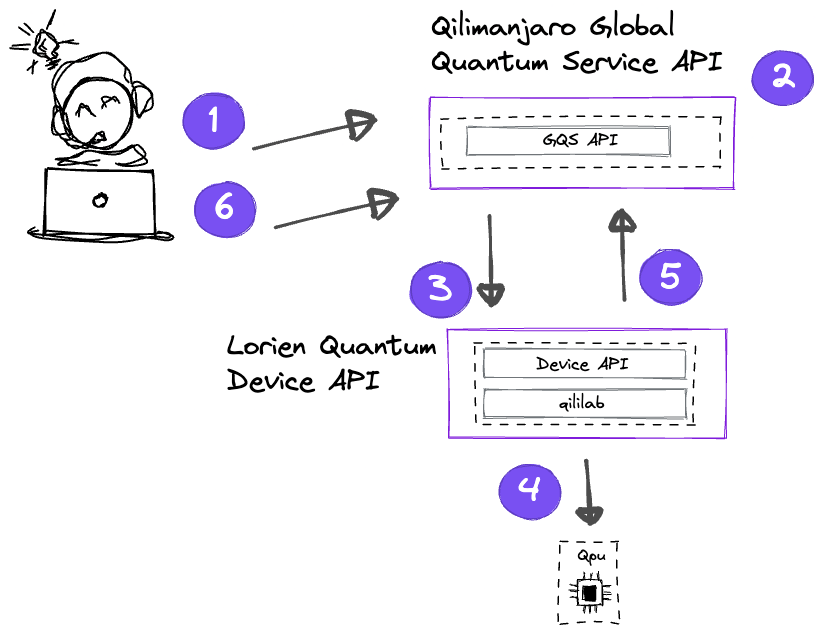 Qilimanjaro Global
Quantum Service API
2
1
GQS API
6
3
5
Lorien Quantum
Device API
Device API
qililab
4
Qpu